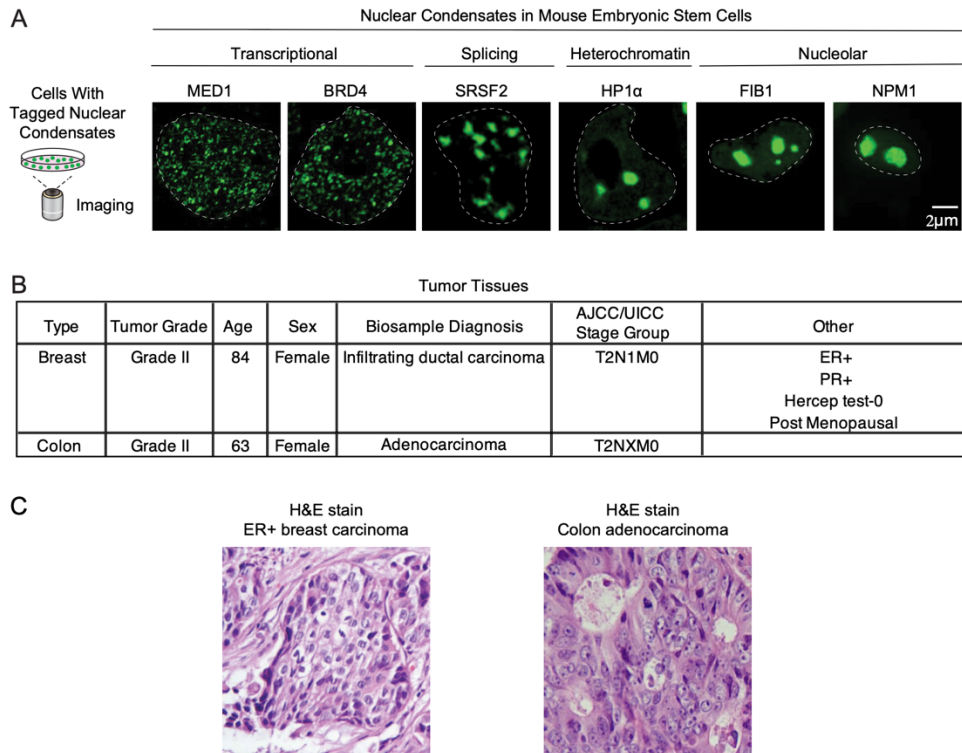 A
Nuclear Condensates in Mouse Embryonic Stem Cells
Transcriptional Splicing Heterochromatin Nucleolar
Cells With
Tagged Nuclear
Condensates
MED1 BRD4 SRSF2 HP1α FIB1 NPM1
Imaging
2µm
B
Tumor Tissues
Type Tumor Grade Age Sex Biosample Diagnosis AJCC/UICC
Stage Group Other
Breast Grade II 84 Female Infiltrating ductal carcinoma T2N1M0 ER+
PR+
Hercep test-0
Post Menopausal
Colon Grade II 63 Female Adenocarcinoma T2NXM0
C
H&E stain
ER+ breast carcinoma
H&E stain
Colon adenocarcinoma